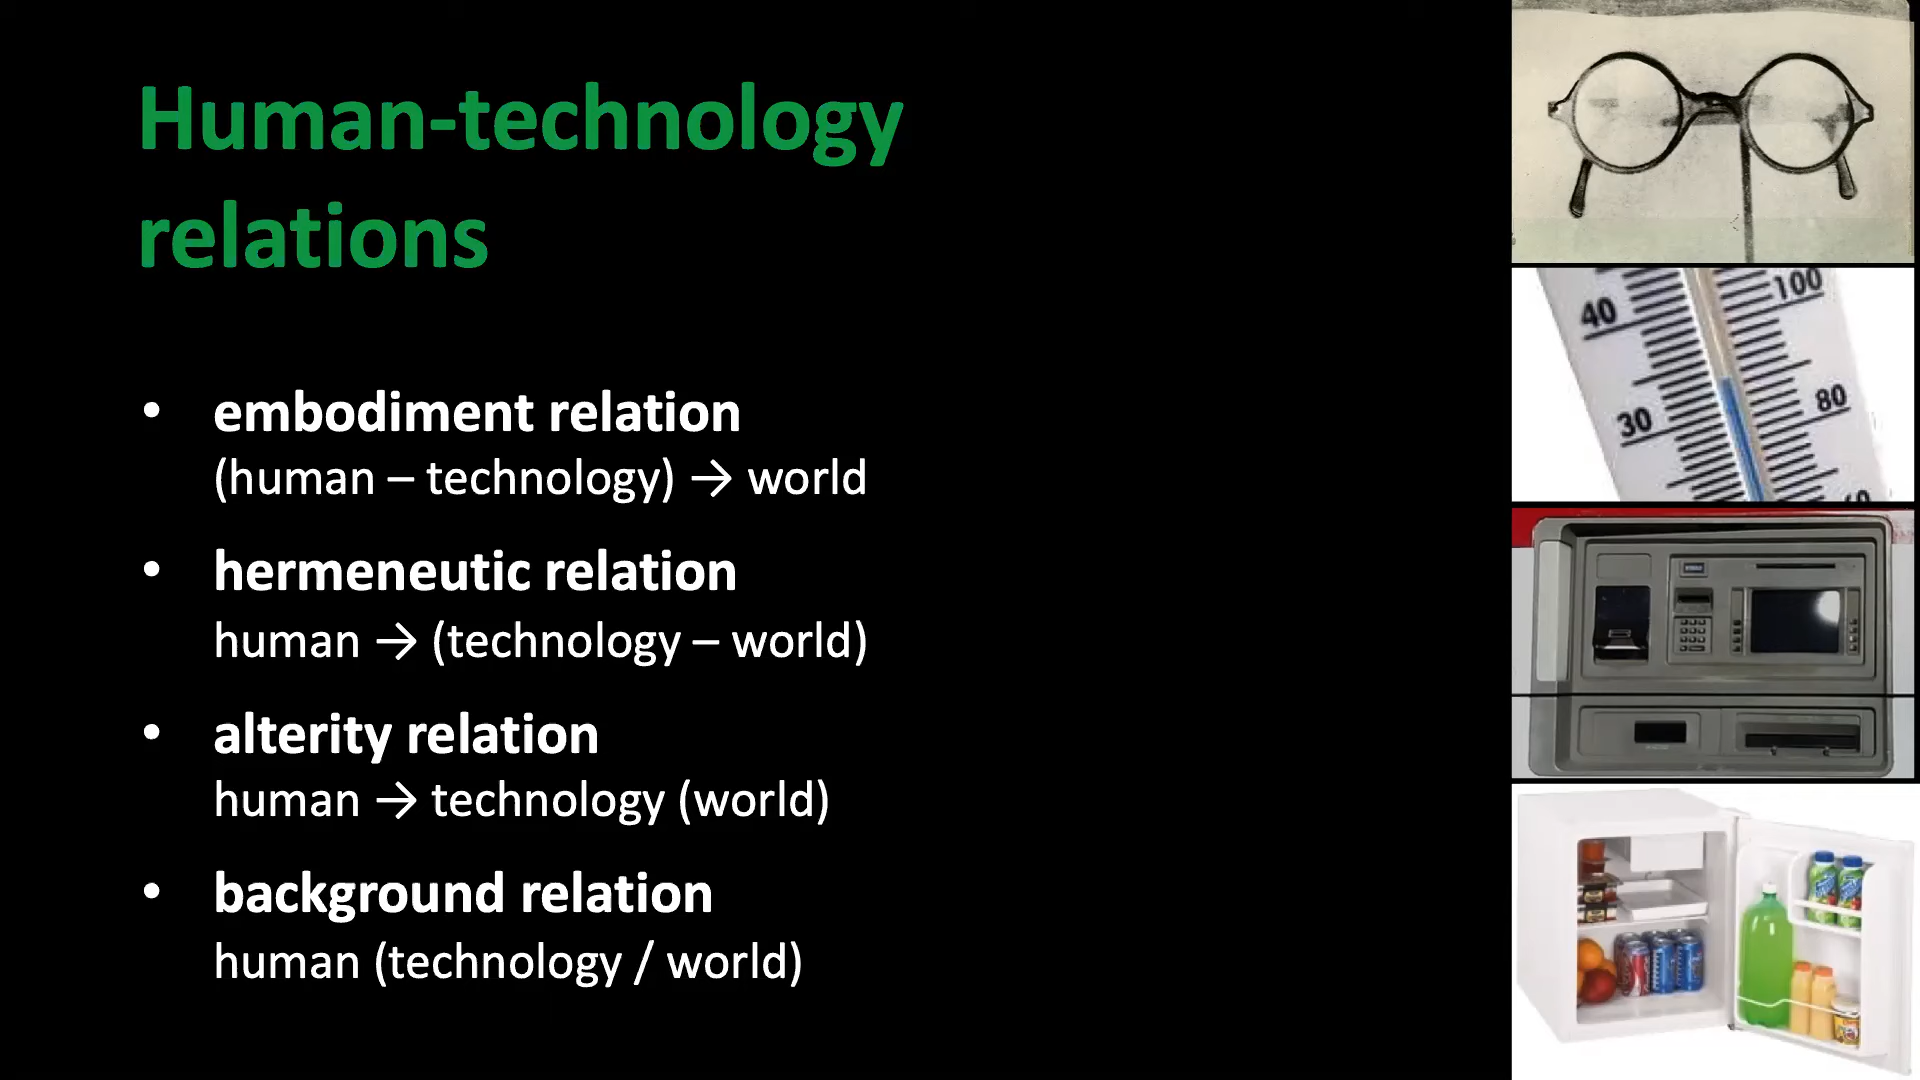 Human-technology
relations
• embodiment relation
(human – technology) → world
• hermeneutic relation
human → (technology – world)
• alterity relation
human → technology (world)
• background relation
human (technology / world)
40
100
30
80